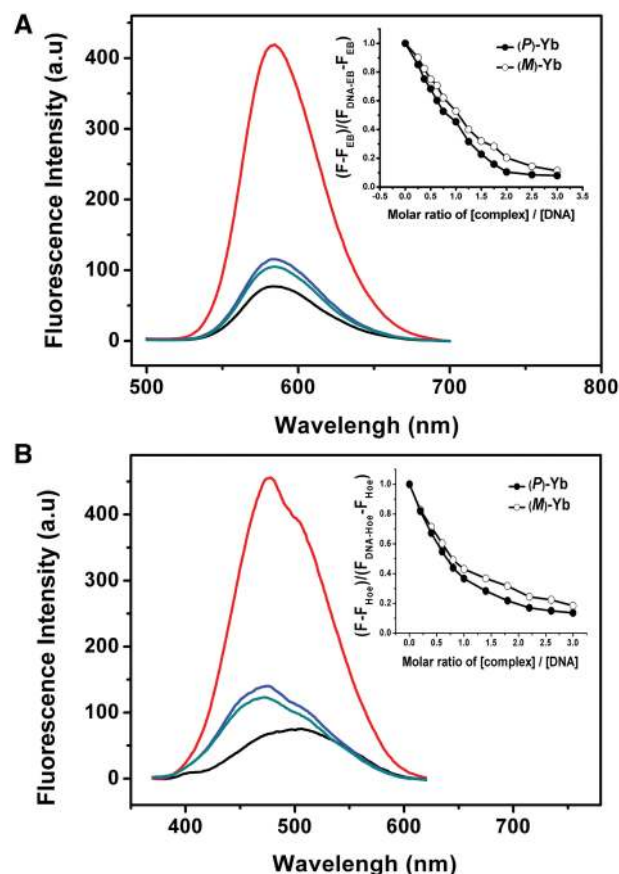 A
Fluorescence Intensity (a.u)
400
300
200
100
0
500
600
700
800
Wavelengh (nm)
(F-F_EB)/(F_DNA-EB-F_EB)
1.0
0.8
0.6
0.4
0.2
0.0
0.0 0.5 1.0 1.5 2.0 2.5 3.0 3.5
Molar ratio of [complex] / [DNA]
(P)-Yb
(M)-Yb
B
Fluorescence Intensity (a.u)
400
300
200
100
0
400
500
600
700
Wavelengh (nm)
(F-F_Hoe)/(F_DNA-Hoe-F_Hoe)
1.0
0.8
0.6
0.4
0.2
0.0
0.0 0.5 1.0 1.5 2.0 2.5 3.0
Molar ratio of [complex] / [DNA]
(P)-Yb
(M)-Yb